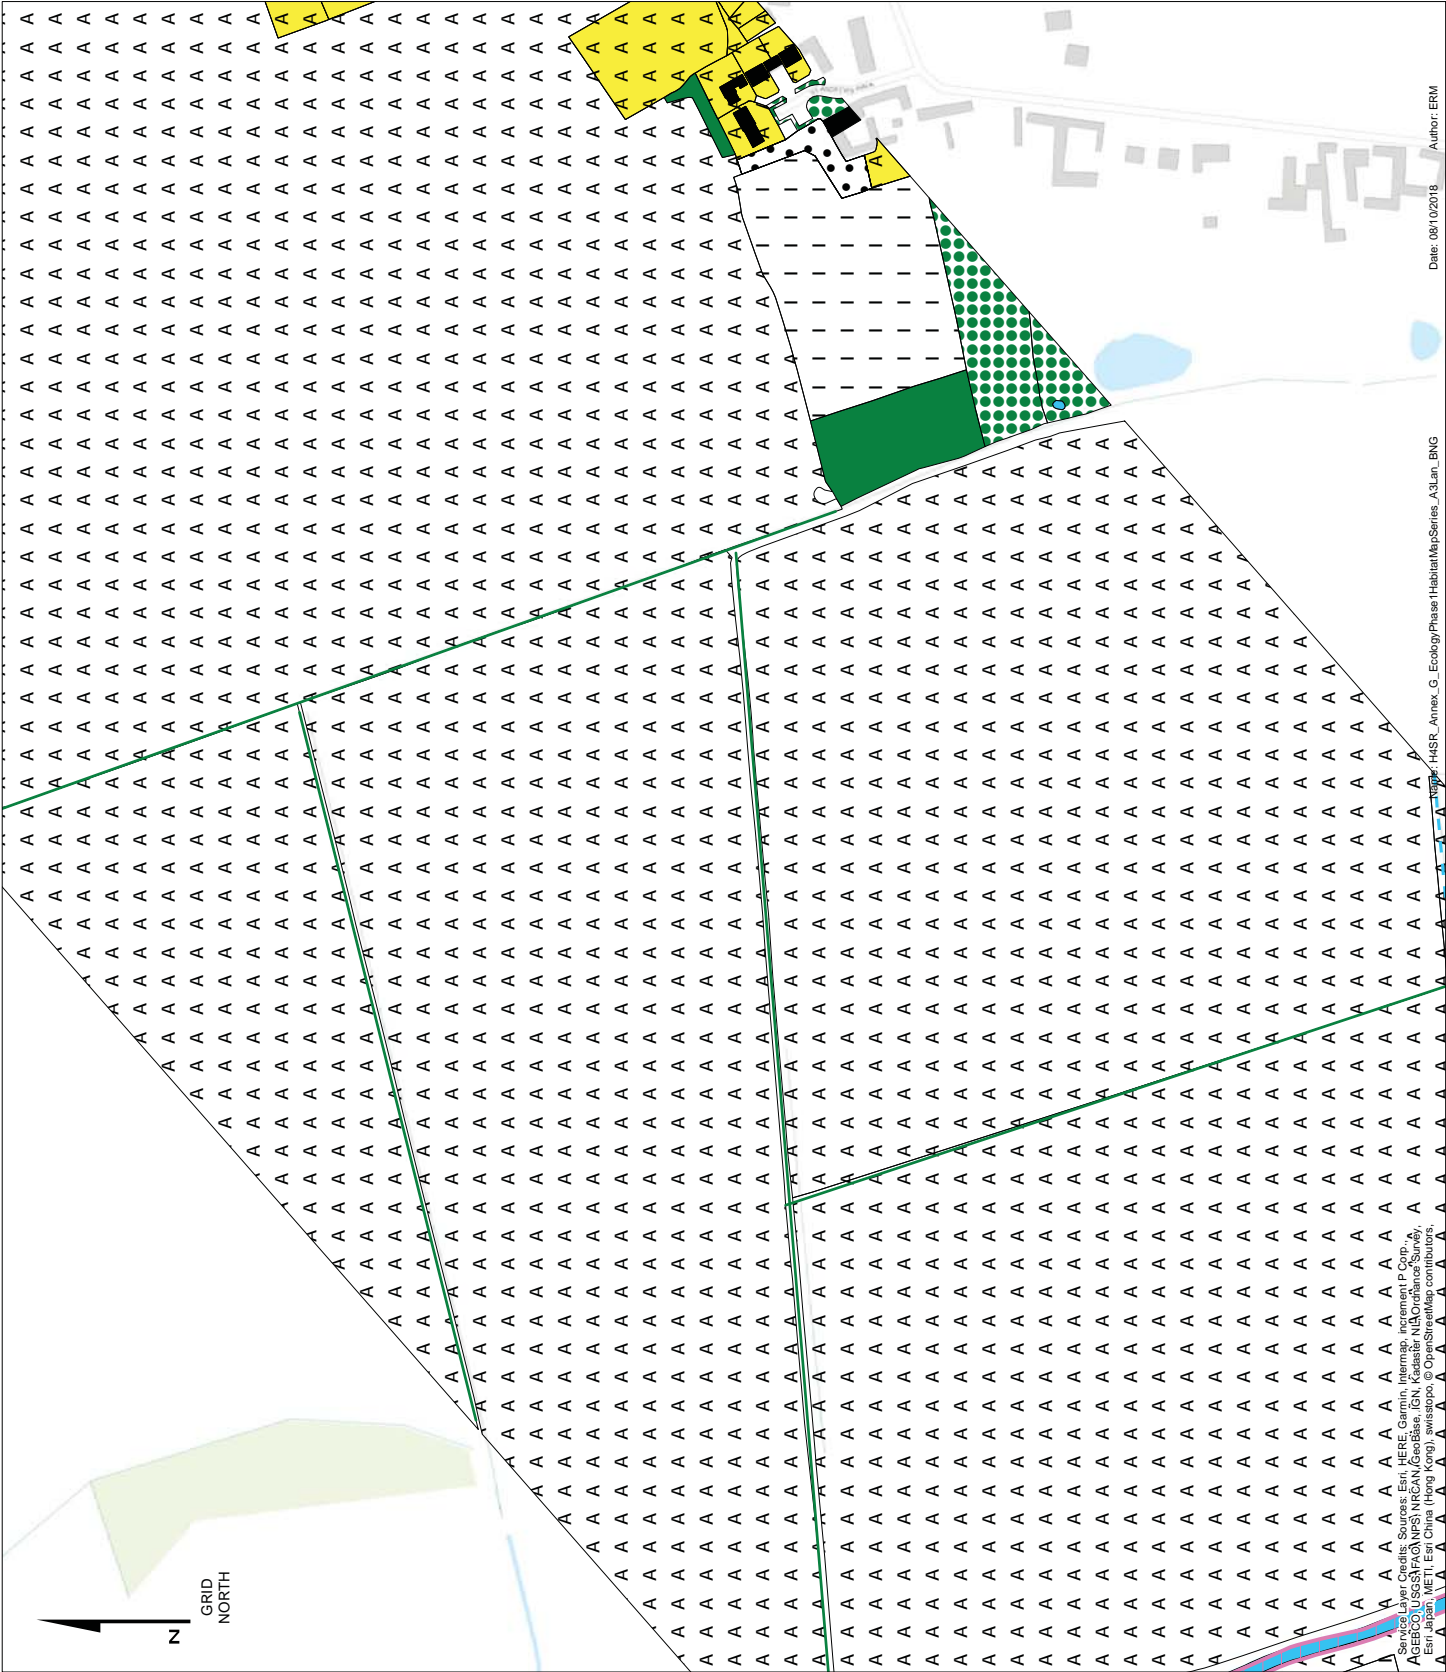 GRID
NORTH
N
Service Layer Credits: Sources: Esri, HERE, Garmin, Intermap, increment P Corp.,
GEBCO, USGS, FAO, NPS, NRCAN, GeoBase, IGN, Kadaster NL, Ordnance Survey,
Esri Japan, METI, Esri China (Hong Kong), swisstopo, © OpenStreetMap contributors,
Name: H4SR_Annex_G_EcologyPhase1HabitatMapSeries_A3Lan_BNG
Date: 08/10/2018
Author: ERM